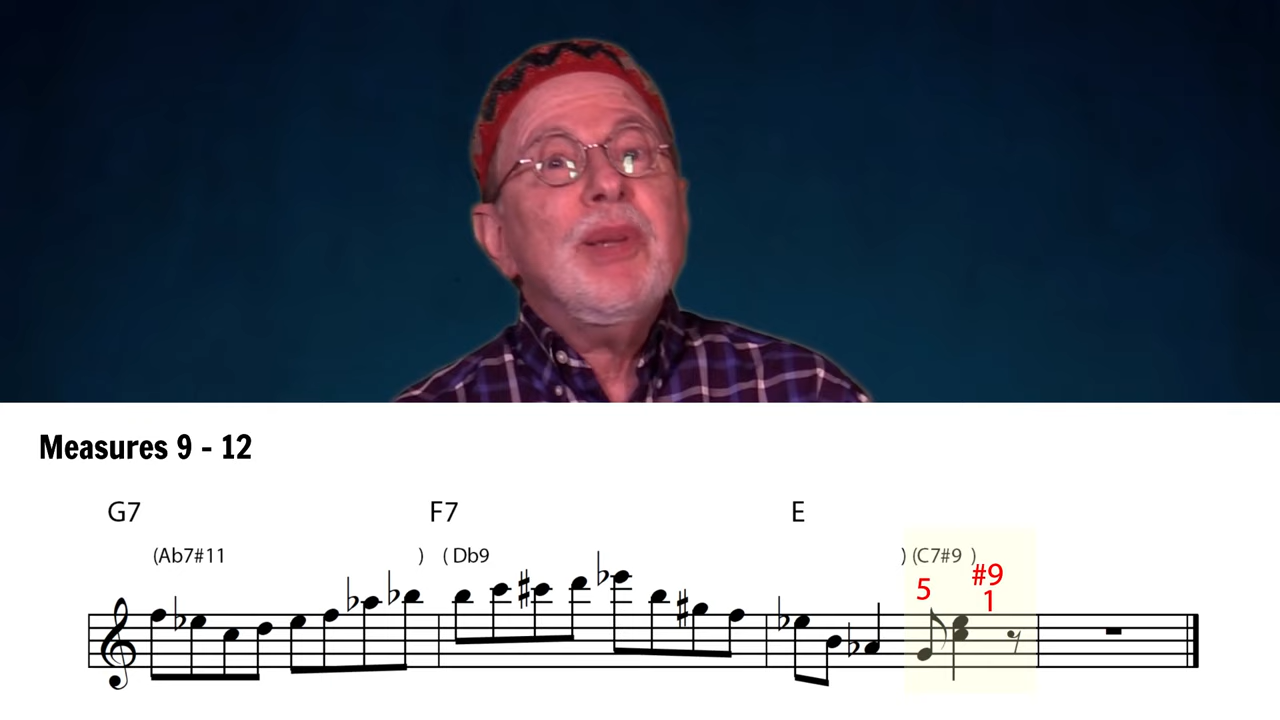 Measures 9 - 12
G7 F7 E
(Ab7#11 ) ( Db9 ) (C7#9 )
5 #9
1